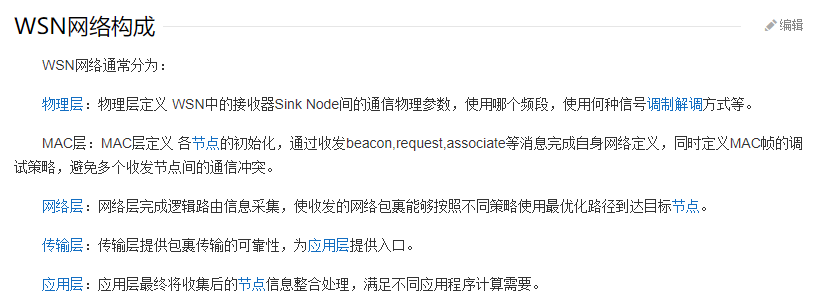 WSN网络构成
编辑
WSN网络通常分为：
物理层：物理层定义 WSN中的接收器Sink Node间的通信物理参数，使用哪个频段，使用何种信号调制解调方式等。
MAC层：MAC层定义 各节点的初始化，通过收发beacon,request,associate等消息完成自身网络定义，同时定义MAC帧的调
试策略，避免多个收发节点间的通信冲突。
网络层：网络层完成逻辑路由信息采集，使收发的网络包裹能够按照不同策略使用最优化路径到达目标节点。
传输层：传输层提供包裹传输的可靠性，为应用层提供入口。
应用层：应用层最终将收集后的节点信息整合处理，满足不同应用程序计算需要。